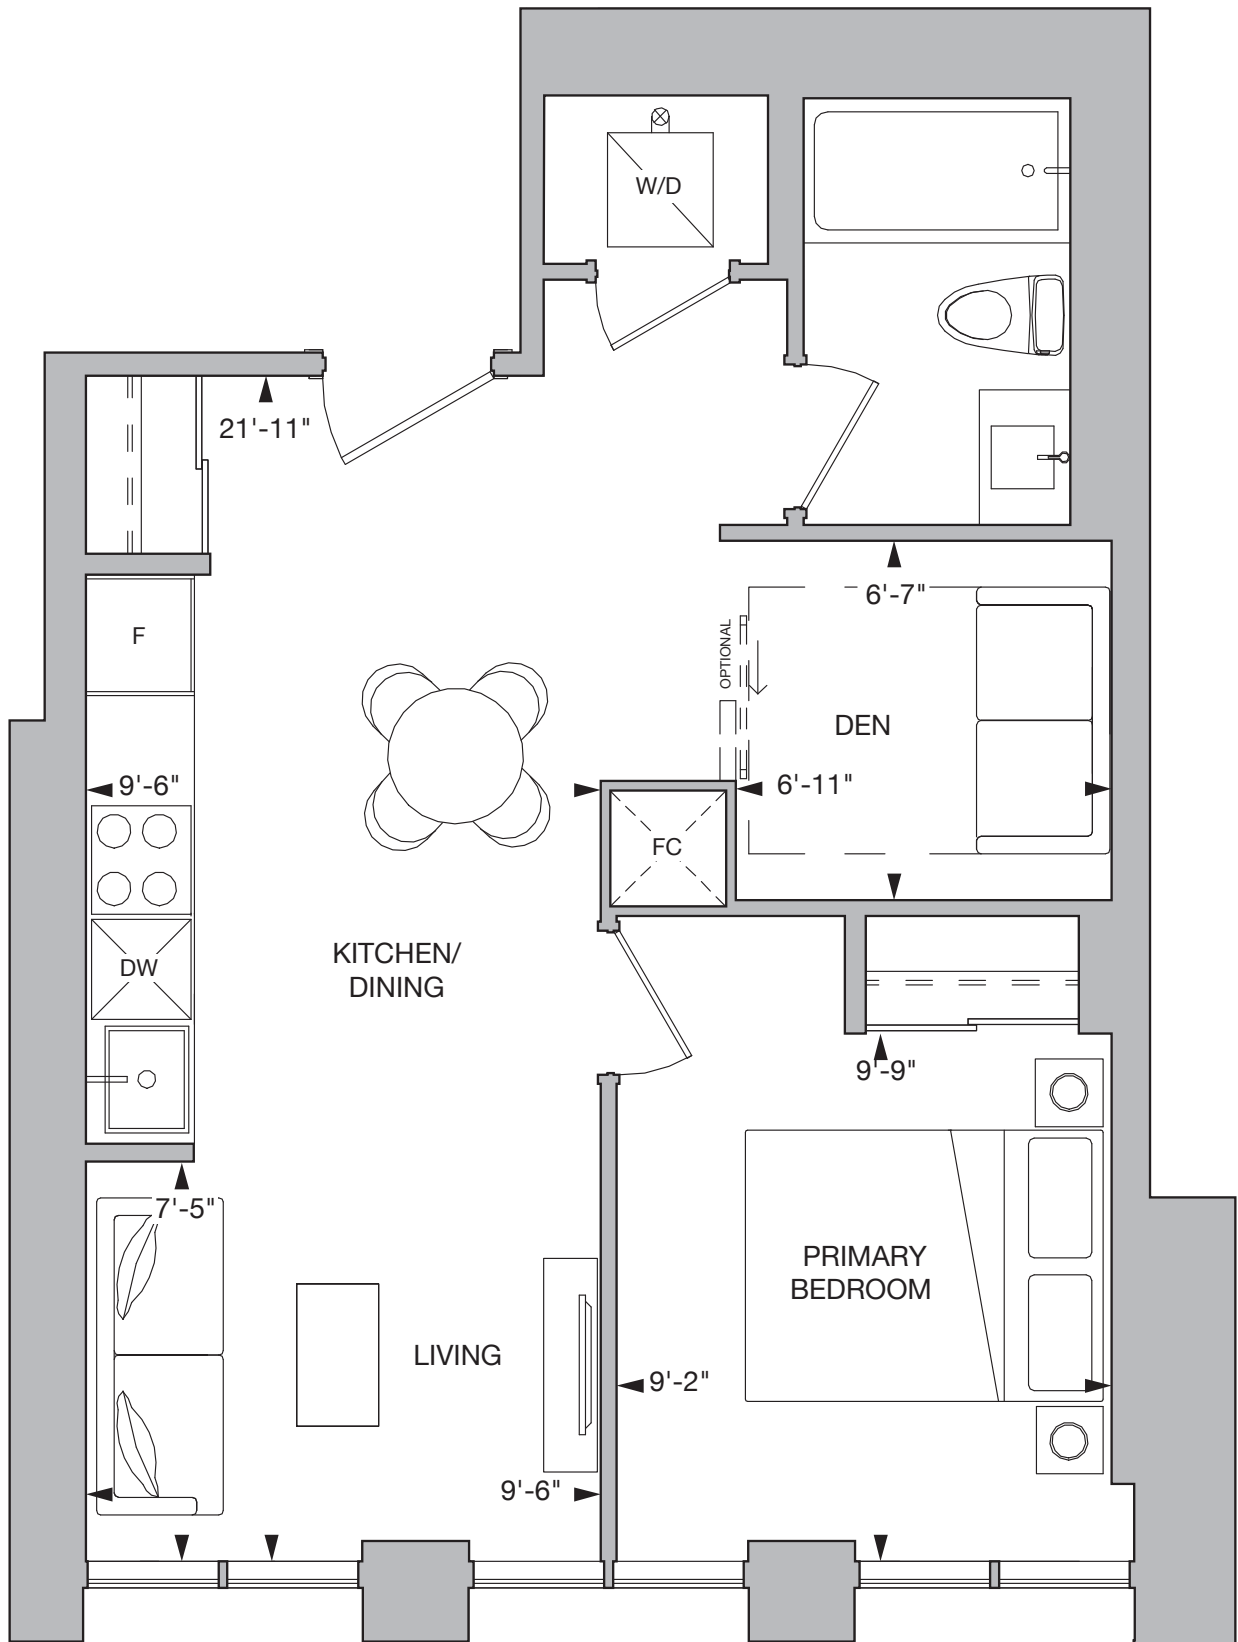 W/D
21'-11"
6'-7"
F
OPTIONAL
DEN
9'-6"
6'-11"
FC
KITCHEN/
DINING
DW
9'-9"
7'-5"
PRIMARY
BEDROOM
LIVING
9'-2"
9'-6"